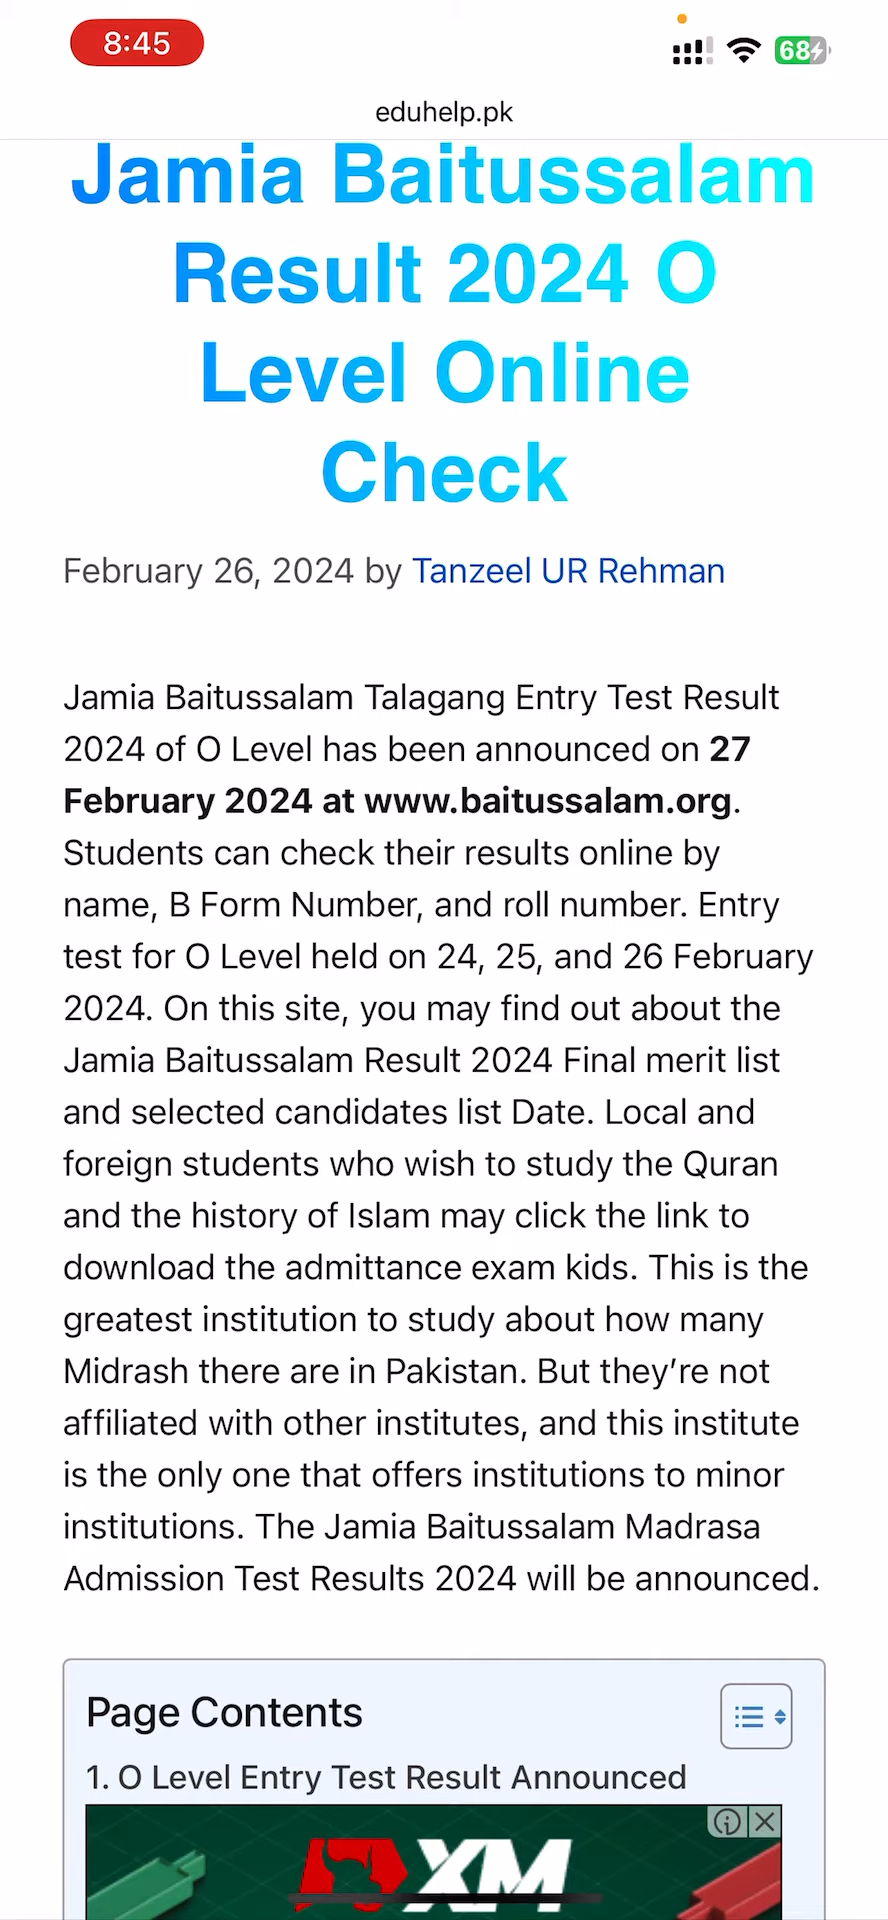 8:45
68
eduhelp.pk
Jamia Baitussalam
Result 2024 O
Level Online
Check
February 26, 2024 by Tanzeel UR Rehman
Jamia Baitussalam Talagang Entry Test Result
2024 of O Level has been announced on 27
February 2024 at www.baitussalam.org.
Students can check their results online by
name, B Form Number, and roll number. Entry
test for O Level held on 24, 25, and 26 February
2024. On this site, you may find out about the
Jamia Baitussalam Result 2024 Final merit list
and selected candidates list Date. Local and
foreign students who wish to study the Quran
and the history of Islam may click the link to
download the admittance exam kids. This is the
greatest institution to study about how many
Midrash there are in Pakistan. But they’re not
affiliated with other institutes, and this institute
is the only one that offers institutions to minor
institutions. The Jamia Baitussalam Madrasa
Admission Test Results 2024 will be announced.
Page Contents
1. O Level Entry Test Result Announced
XM